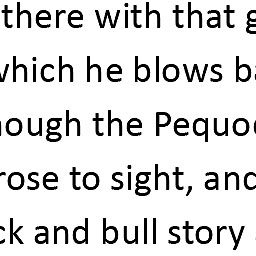 there with that g
which he blows ba
hough the Pequod
rose to sight, and
ck and bull story a